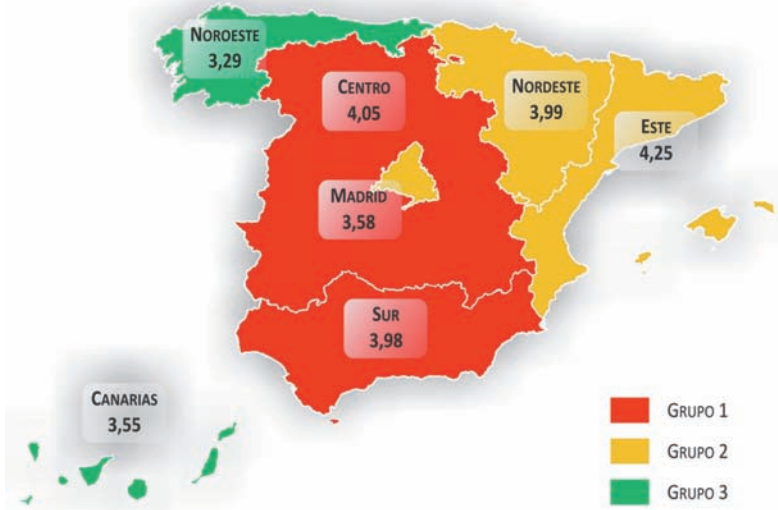 NOROESTE
3,29
CENTRO
4,05
NORDESTE
3,99
ESTE
4,25
MADRID
3,58
SUR
3,98
CANARIAS
3,55
GRUPO 1
GRUPO 2
GRUPO 3